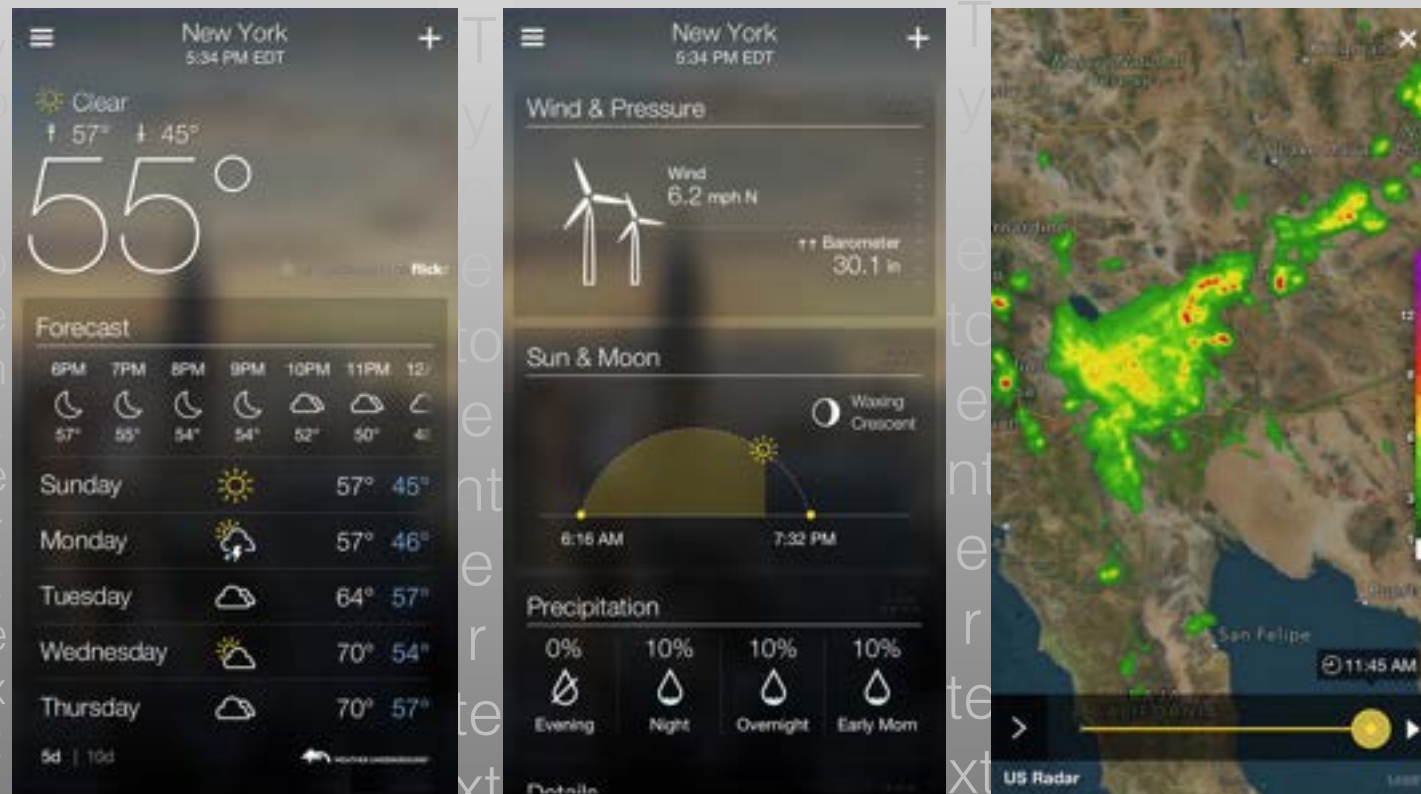 New York
5:34 PM EDT
Clear
57° 45°
55°
flickr
Forecast
6PM 7PM 8PM 9PM 10PM 11PM 12
57° 55° 54° 54° 52° 50°
Sunday 57° 45°
Monday 57° 46°
Tuesday 64° 57°
Wednesday 70° 54°
Thursday 70° 57°
5d | 10d
WEATHER UNDERGROUND
New York
5:34 PM EDT
Wind & Pressure
Wind
6.2 mph N
Barometer
30.1 in
Sun & Moon
Waxing
Crescent
6:16 AM 7:32 PM
Precipitation
0% 10% 10% 10%
Evening Night Overnight Early Morn
Details
San Felipe
11:45 AM
US Radar